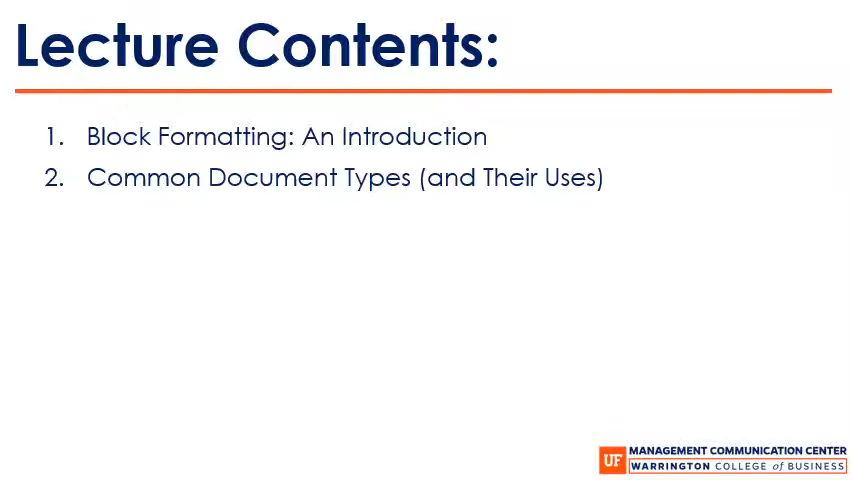 Lecture Contents:
1. Block Formatting: An Introduction
2. Common Document Types (and Their Uses)
UF
MANAGEMENT COMMUNICATION CENTER
WARRINGTON COLLEGE of BUSINESS